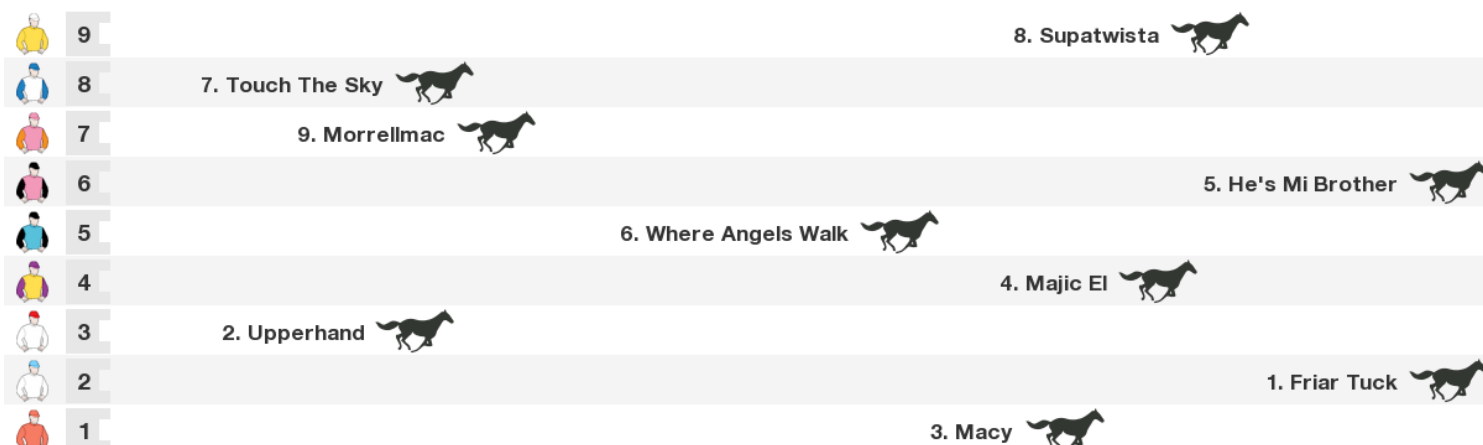 9 8. Supatwista
8 7. Touch The Sky
7 9. Morrellmac
6 5. He's Mi Brother
5 6. Where Angels Walk
4 4. Majic El
3 2. Upperhand
2 1. Friar Tuck
1 3. Macy